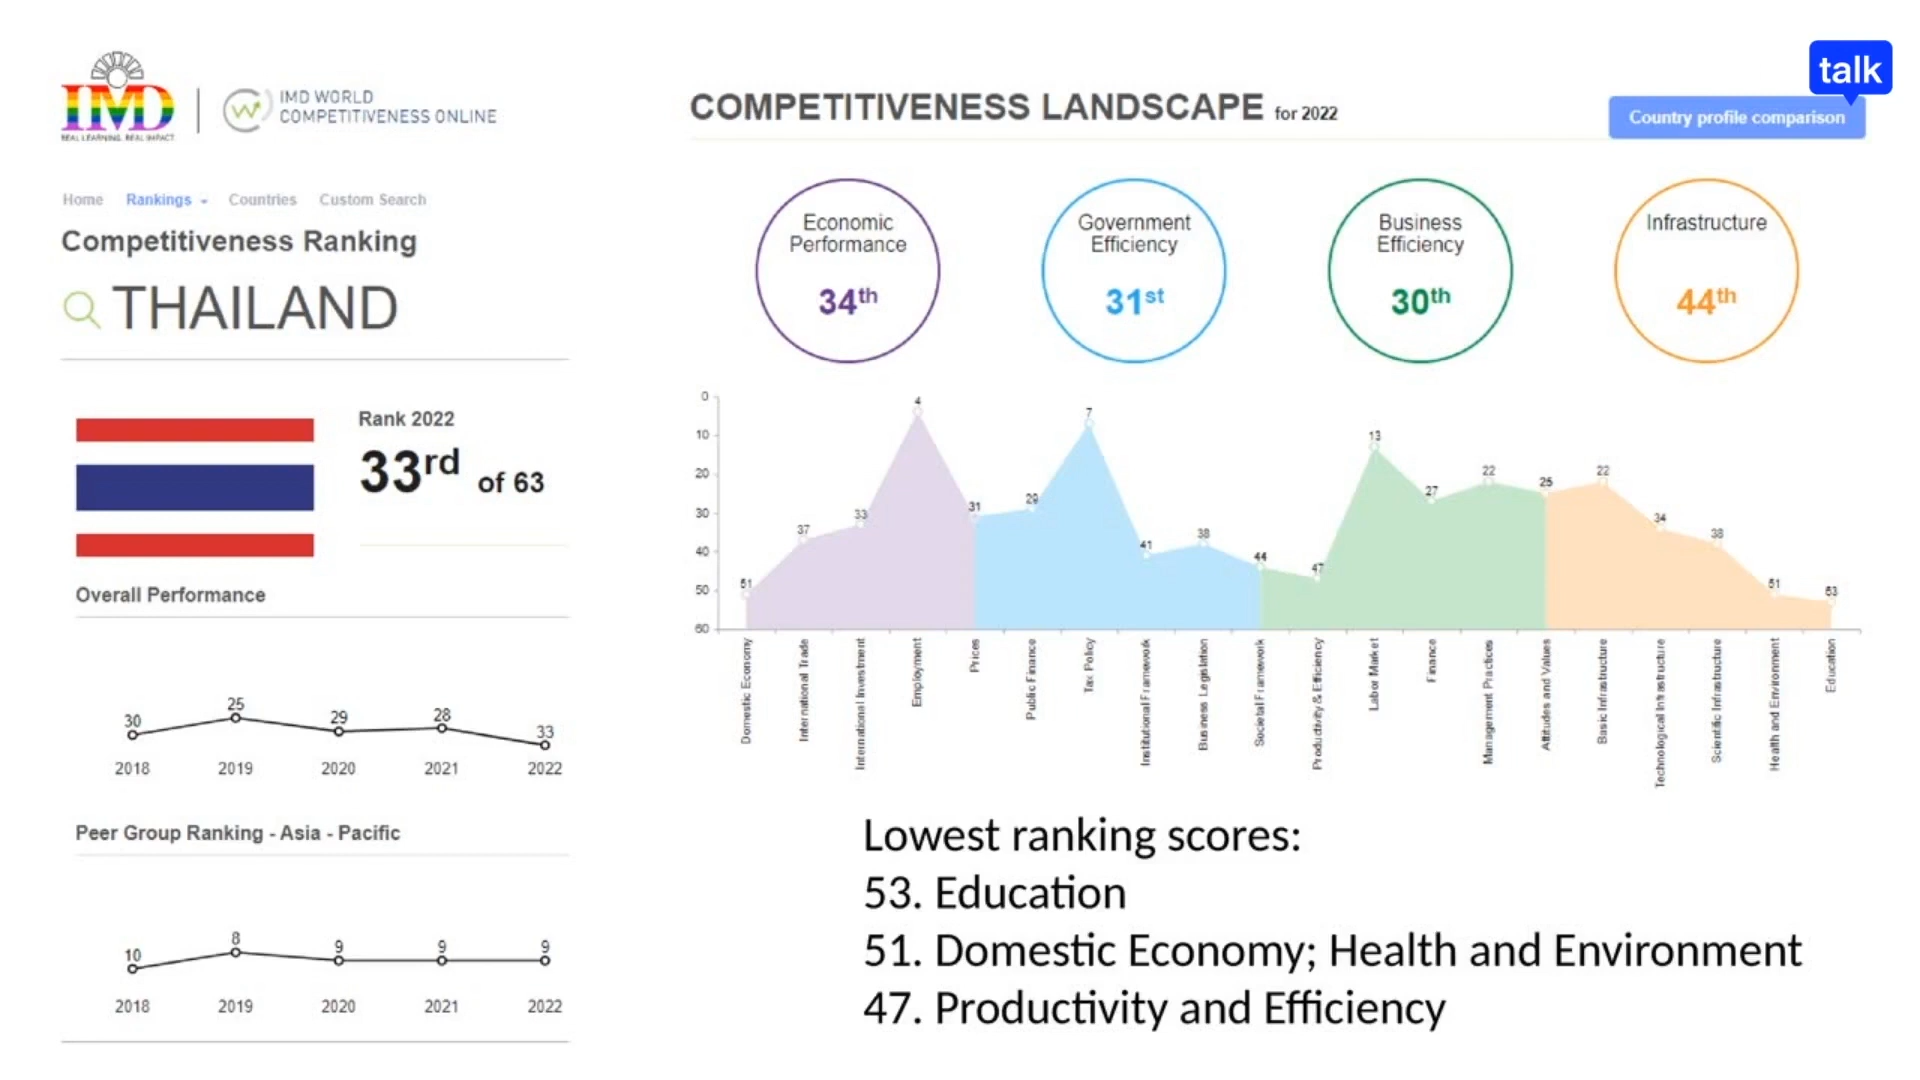 talk
IMD
REAL LEARNING. REAL IMPACT
IMD WORLD
COMPETITIVENESS ONLINE
Home Rankings Countries Custom Search
Competitiveness Ranking
THAILAND
Rank 2022
33rd of 63
Overall Performance
30 25 29 28 33
2018 2019 2020 2021 2022
Peer Group Ranking - Asia - Pacific
10 8 9 9 9
2018 2019 2020 2021 2022
COMPETITIVENESS LANDSCAPE for 2022
Country profile comparison
Economic
Performance
34th
Government
Efficiency
31st
Business
Efficiency
30th
Infrastructure
44th
0
10
20
30
40
50
60
51 37 33 4 31 29 7 41 38 44 47 13 27 22 25 22 34 38 51 53
Domestic Economy
International Trade
International Investment
Employment
Prices
Public Finance
Tax Policy
Institutional Framework
Business Legislation
Societal Framework
Productivity & Efficiency
Labor Market
Finance
Management Practices
Attitudes and Values
Basic Infrastructure
Technological Infrastructure
Scientific Infrastructure
Health and Environment
Education
Lowest ranking scores:
53. Education
51. Domestic Economy; Health and Environment
47. Productivity and Efficiency